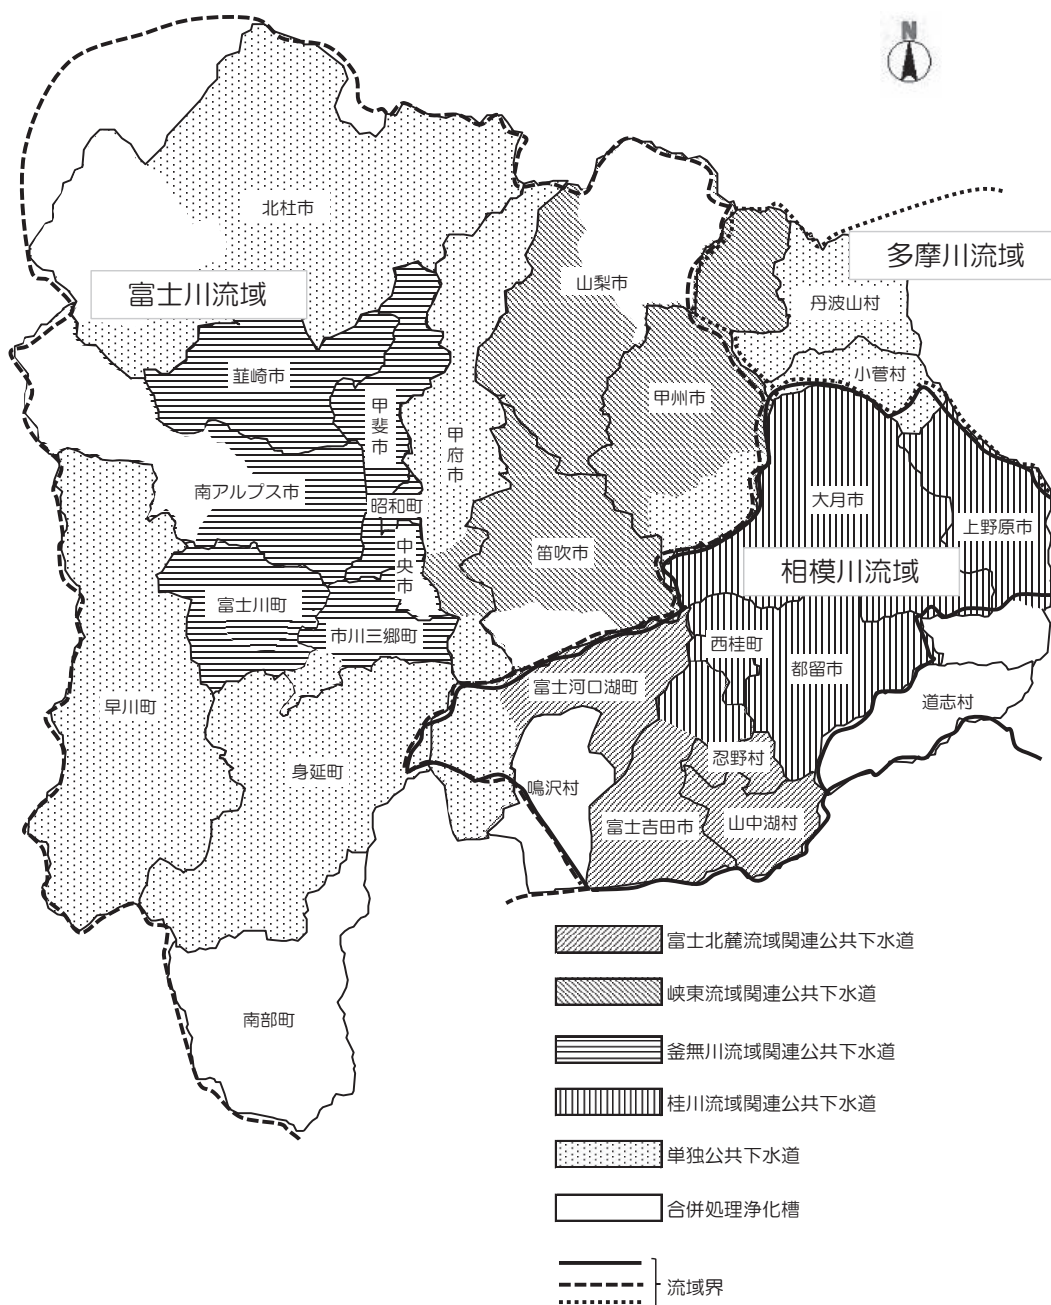 N
北杜市
山梨市
多摩川流域
富士川流域
丹波山村
韮崎市
小菅村
甲斐市
甲州市
甲府市
南アルプス市
昭和町
大月市
上野原市
中央市
笛吹市
相模川流域
富士川町
市川三郷町
西桂町
都留市
早川町
富士河口湖町
道志村
身延町
忍野村
鳴沢村
富士吉田市
山中湖村
南部町
富士北麓流域関連公共下水道
峡東流域関連公共下水道
釜無川流域関連公共下水道
桂川流域関連公共下水道
単独公共下水道
合併処理浄化槽
流域界